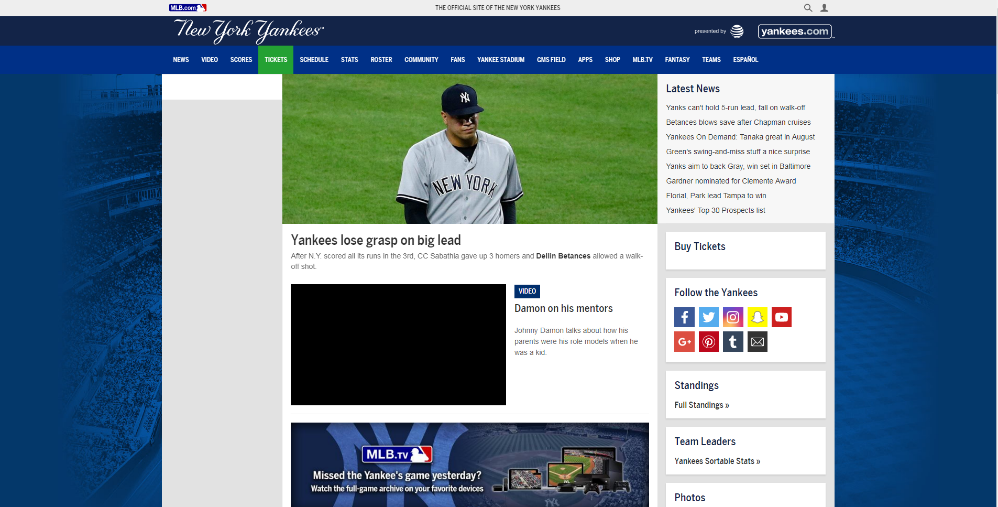 MLB.com
THE OFFICIAL SITE OF THE NEW YORK YANKEES
New York Yankees
presented by
yankees.com
NEWS VIDEO SCORES TICKETS SCHEDULE STATS ROSTER COMMUNITY FANS YANKEE STADIUM CMS FIELD APPS SHOP MLB.TV FANTASY TEAMS ESPAÑOL
NEW YORK
Yankees lose grasp on big lead
After N.Y. scored all its runs in the 3rd, CC Sabathia gave up 3 homers and Dellin Betances allowed a walk-
off shot.
VIDEO
Damon on his mentors
Johnny Damon talks about how his
parents were his role models when he
was a kid.
MLB.TV
Missed the Yankee's game yesterday?
Watch the full-game archive on your favorite devices
Latest News
Yanks can't hold 5-run lead, fall on walk-off
Betances blows save after Chapman cruises
Yankees On Demand: Tanaka great in August
Green's swing-and-miss stuff a nice surprise
Yanks aim to back Gray, win set in Baltimore
Gardner nominated for Clemente Award
Florial, Park lead Tampa to win
Yankees' Top 30 Prospects list
Buy Tickets
Follow the Yankees
Standings
Full Standings »
Team Leaders
Yankees Sortable Stats »
Photos